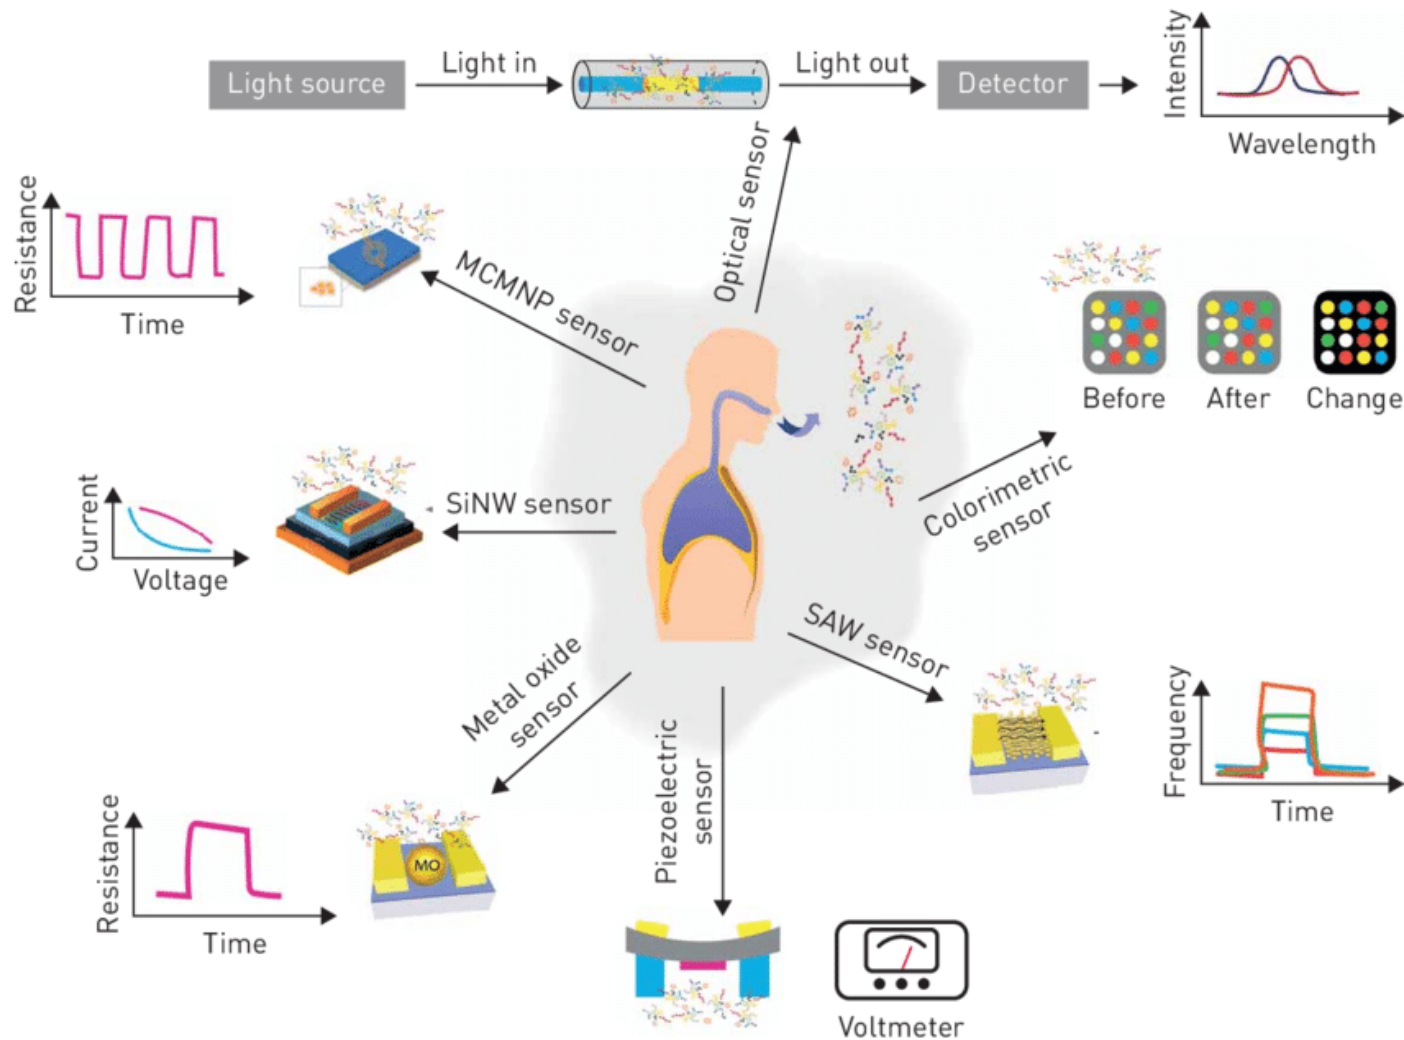 Light source
Light in
Light out
Detector
Intensity
Wavelength
Optical sensor
Resistance
Time
MCMNP sensor
Before
After
Change
Colorimetric
sensor
Current
Voltage
SiNW sensor
SAW sensor
Frequency
Time
Metal oxide
sensor
Resistance
Time
MO
Piezoelectric
sensor
Voltmeter